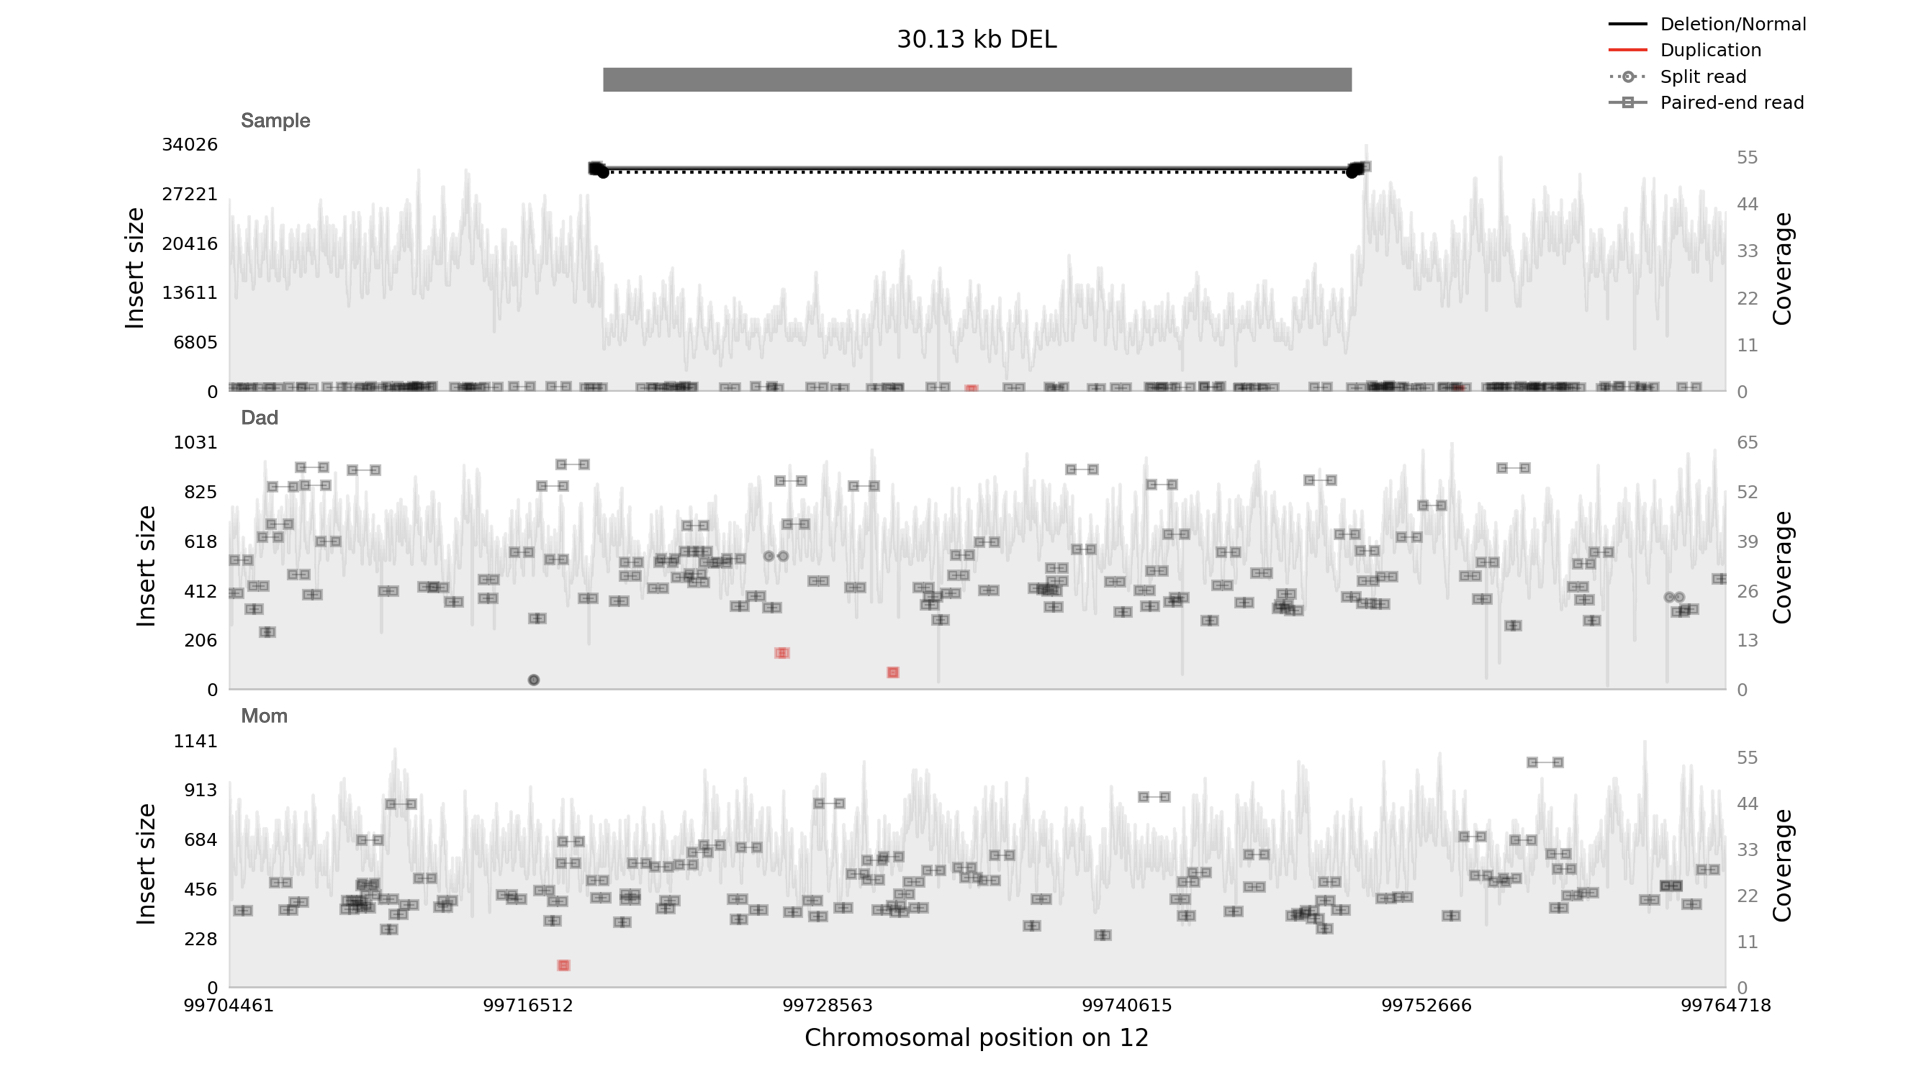 30.13 kb DEL
Deletion/Normal
Duplication
Split read
Paired-end read
Sample
34026
27221
20416
13611
6805
0
Insert size
55
44
33
22
11
0
Coverage
Dad
1031
825
618
412
206
0
Insert size
65
52
39
26
13
0
Coverage
Mom
1141
913
684
456
228
0
Insert size
55
44
33
22
11
0
Coverage
99704461 99716512 99728563 99740615 99752666 99764718
Chromosomal position on 12